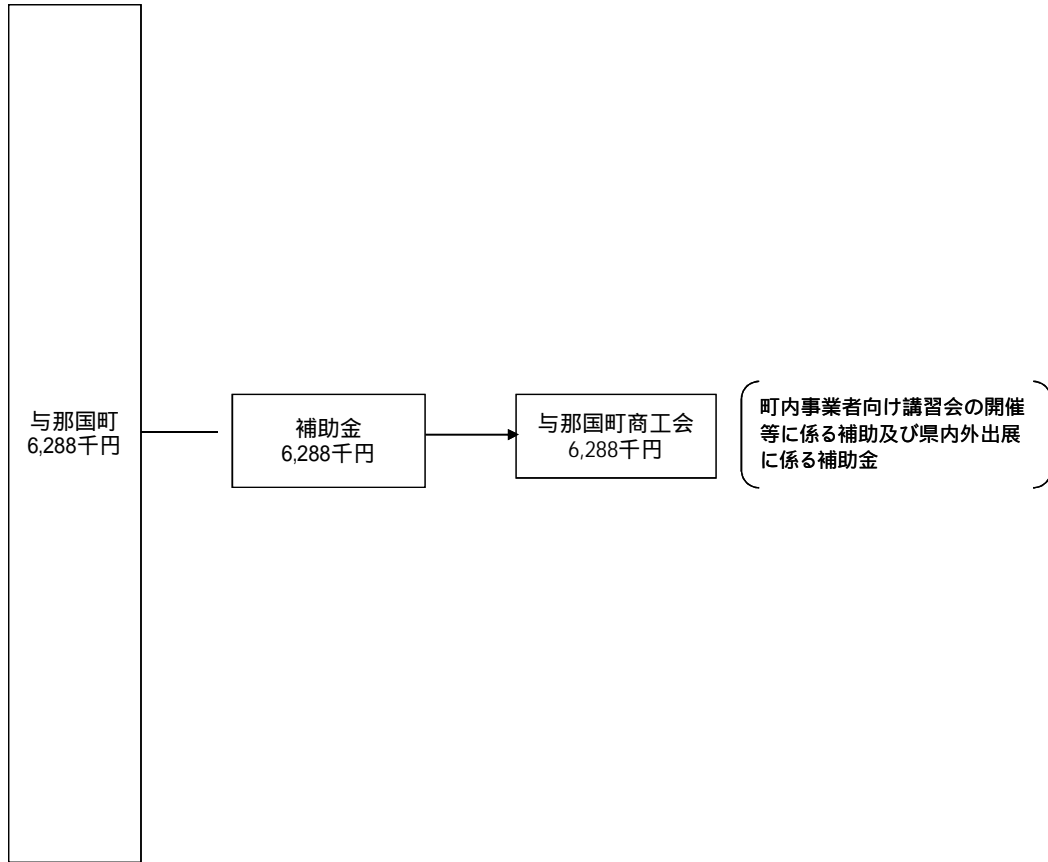 与那国町
6,288千円
補助金
6,288千円
与那国町商工会
6,288千円
町内事業者向け講習会の開催
等に係る補助及び県内外出展
に係る補助金